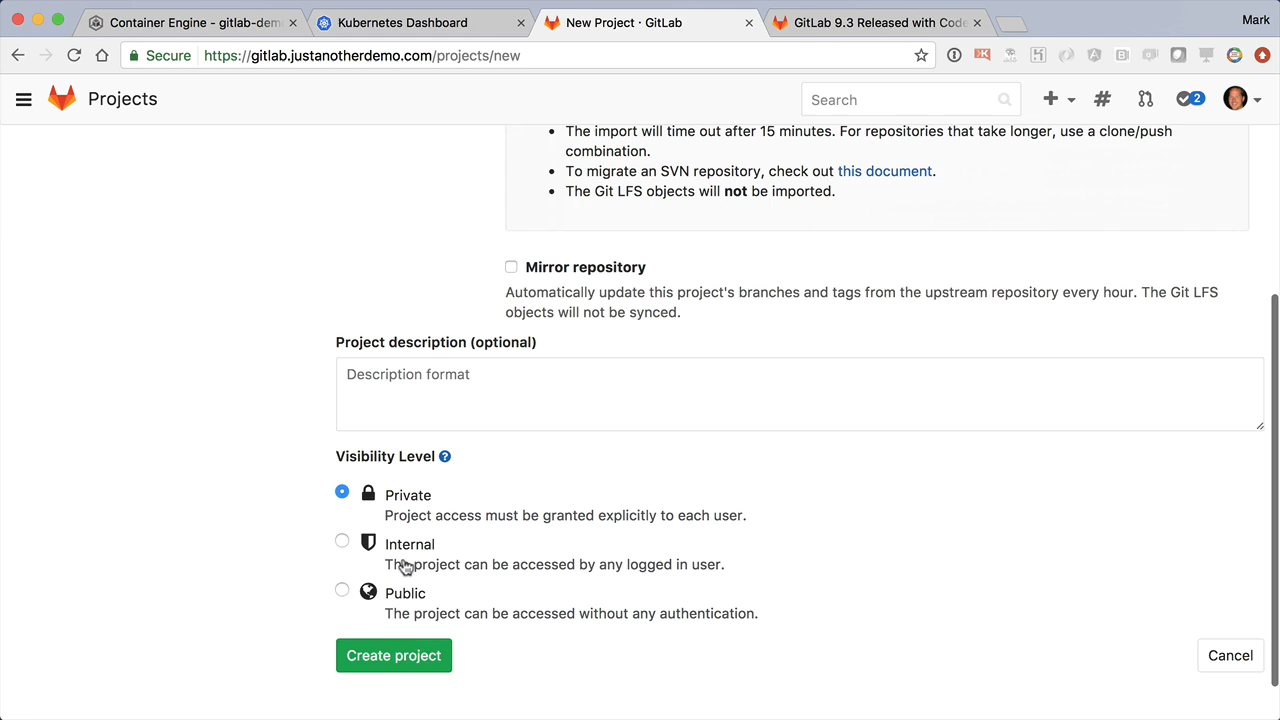 Container Engine - gitlab-dem
Kubernetes Dashboard
New Project · GitLab
GitLab 9.3 Released with Code
Mark
Secure
https://gitlab.justanotherdemo.com/projects/new
Projects
Search
2
The import will time out after 15 minutes. For repositories that take longer, use a clone/push
combination.
To migrate an SVN repository, check out this document.
The Git LFS objects will not be imported.
Mirror repository
Automatically update this project's branches and tags from the upstream repository every hour. The Git LFS
objects will not be synced.
Project description (optional)
Description format
Visibility Level
Private
Project access must be granted explicitly to each user.
Internal
The project can be accessed by any logged in user.
Public
The project can be accessed without any authentication.
Create project
Cancel